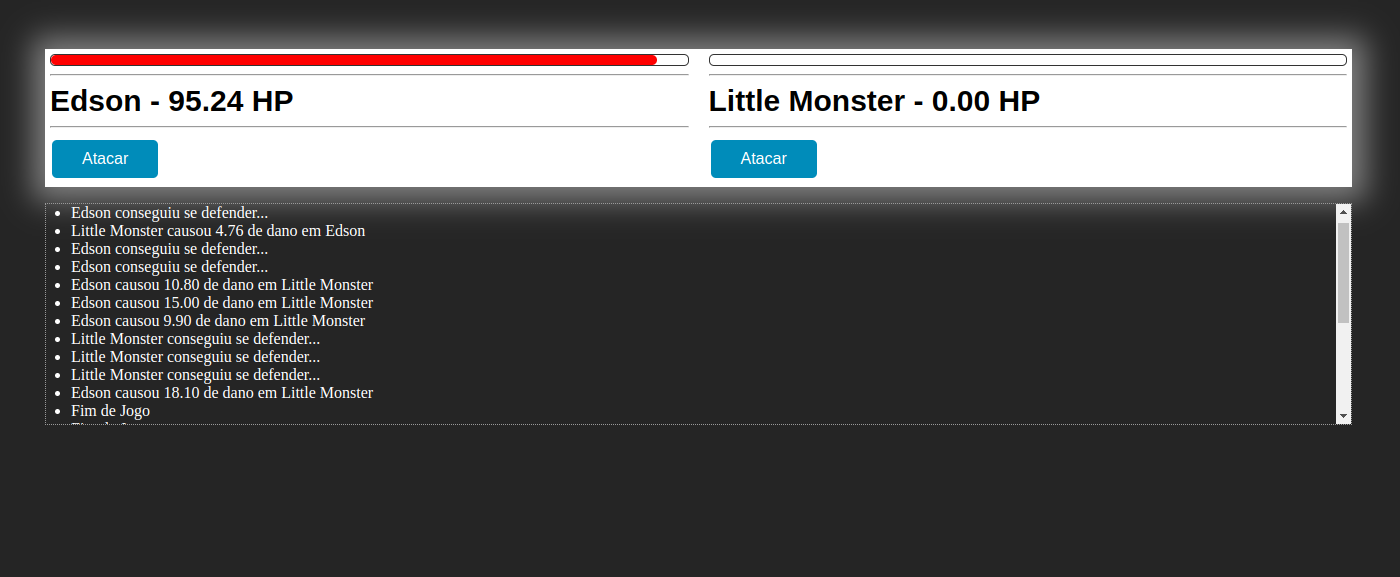 Edson - 95.24 HP
Atacar
Little Monster - 0.00 HP
Atacar
Edson conseguiu se defender...
Little Monster causou 4.76 de dano em Edson
Edson conseguiu se defender...
Edson conseguiu se defender...
Edson causou 10.80 de dano em Little Monster
Edson causou 15.00 de dano em Little Monster
Edson causou 9.90 de dano em Little Monster
Little Monster conseguiu se defender...
Little Monster conseguiu se defender...
Little Monster conseguiu se defender...
Edson causou 18.10 de dano em Little Monster
Fim de Jogo